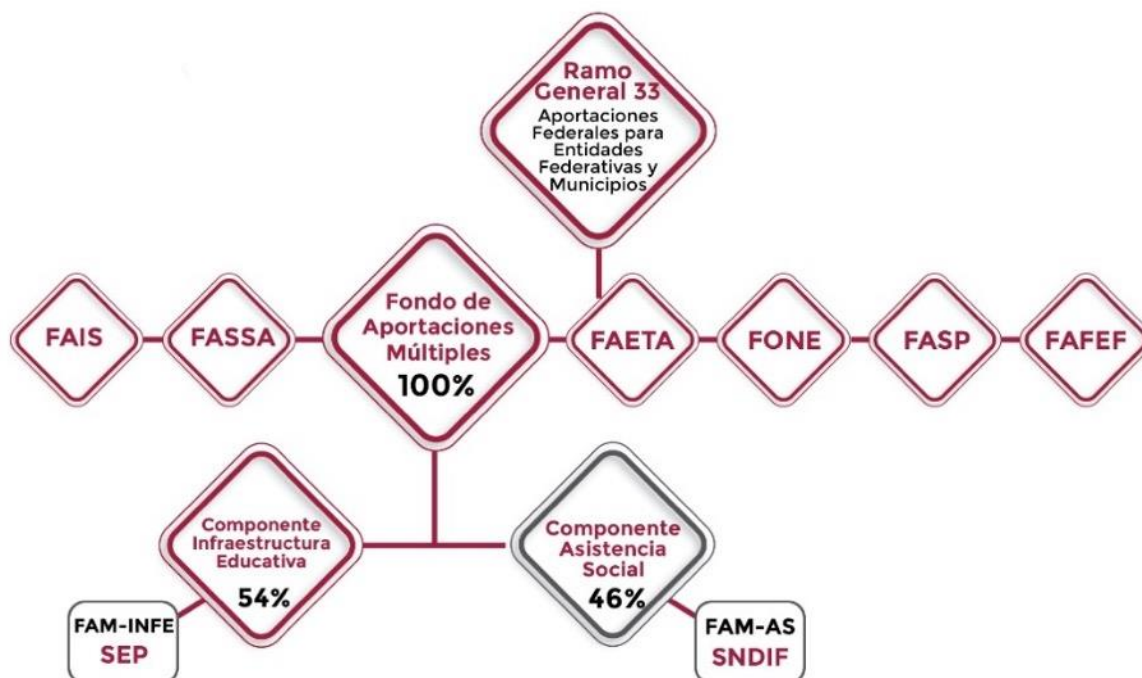 Ramo
General 33
Aportaciones
Federales para
Entidades
Federativas y
Municipios
FAIS
FASSA
Fondo de
Aportaciones
Múltiples
100%
FAETA
FONE
FASP
FAFEF
Componente
Infraestructura
Educativa
54%
Componente
Asistencia
Social
46%
FAM-INFE
SEP
FAM-AS
SNDIF